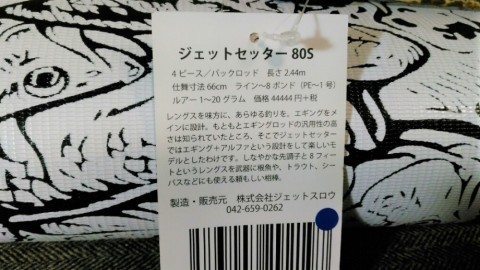 ジェットセッター 80S
4 ピース／パックロッド　長さ 2.44m
仕舞寸法 66cm　ライン〜8 ポンド（PE〜1 号）
ルアー 1〜20 グラム　価格 44444 円＋税
レングスを味方に、あらゆる釣りを。エギングをメ
インに設計。もともとエギングロッドの汎用性の高
さは知られていたところ。そこでジェットセッター
ではエギング＋アルファという設計をして楽しいモ
デルとしたわけです。しなやかな先調子と 8 フィー
トというレングスを武器に根魚や、トラウト、シー
バスなどにも使える頼もしい相棒。
製造・販売元　株式会社ジェットスロウ
042-659-0262